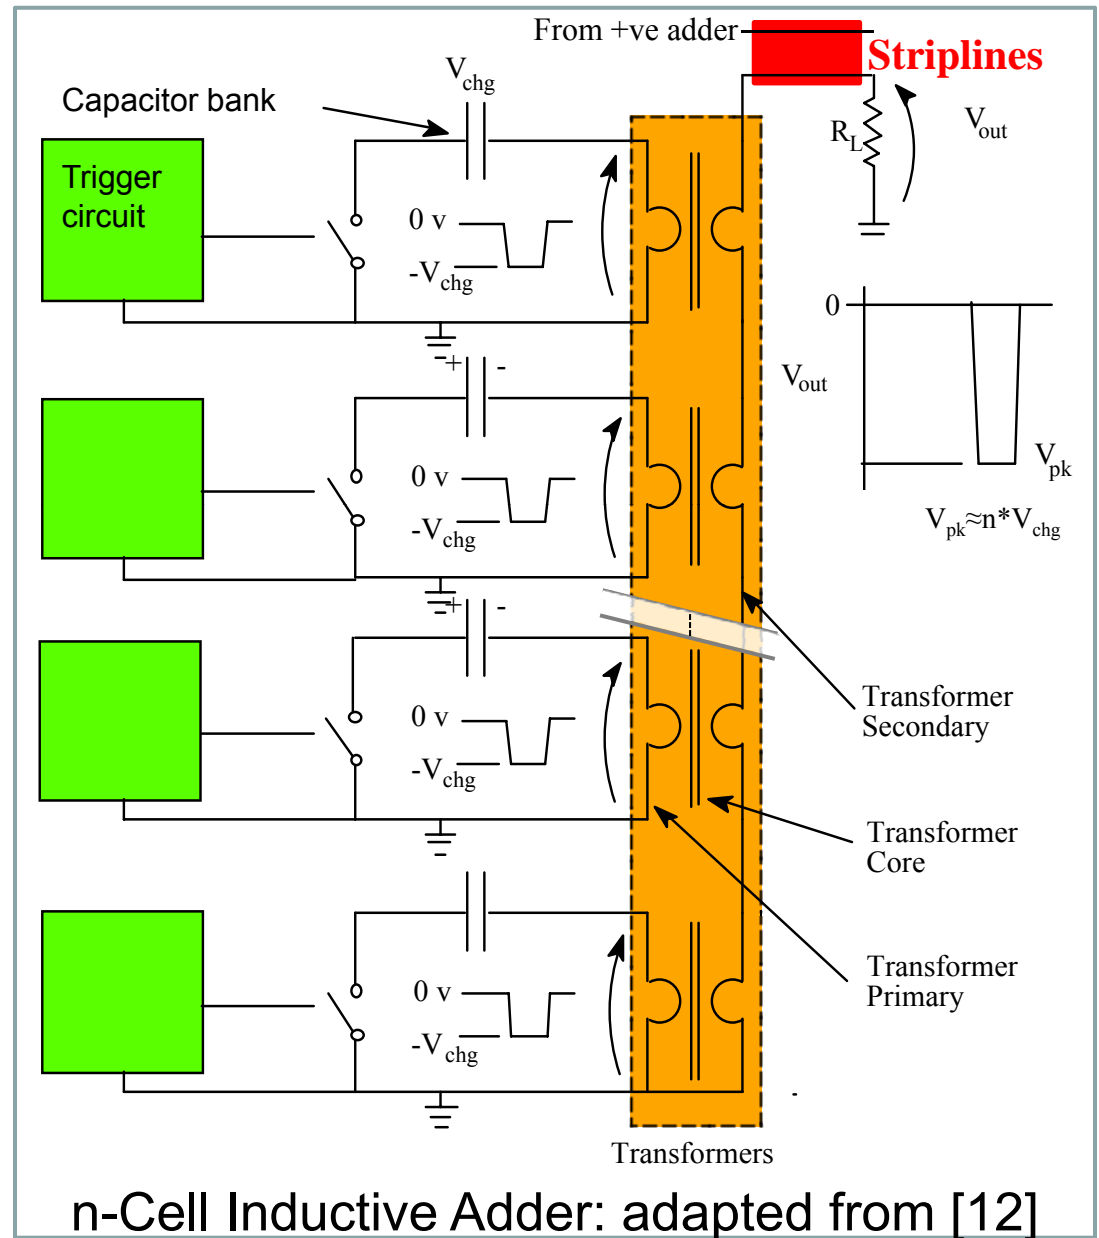 From +ve adder
Striplines
V_chg
Capacitor bank
R_L
V_out
Trigger
circuit
0 v
-V_chg
0
+ -
V_out
0 v
-V_chg
V_pk
V_pk≈n*V_chg
+ -
Transformer
Secondary
0 v
-V_chg
Transformer
Core
Transformer
Primary
0 v
-V_chg
Transformers
n-Cell Inductive Adder: adapted from [12]